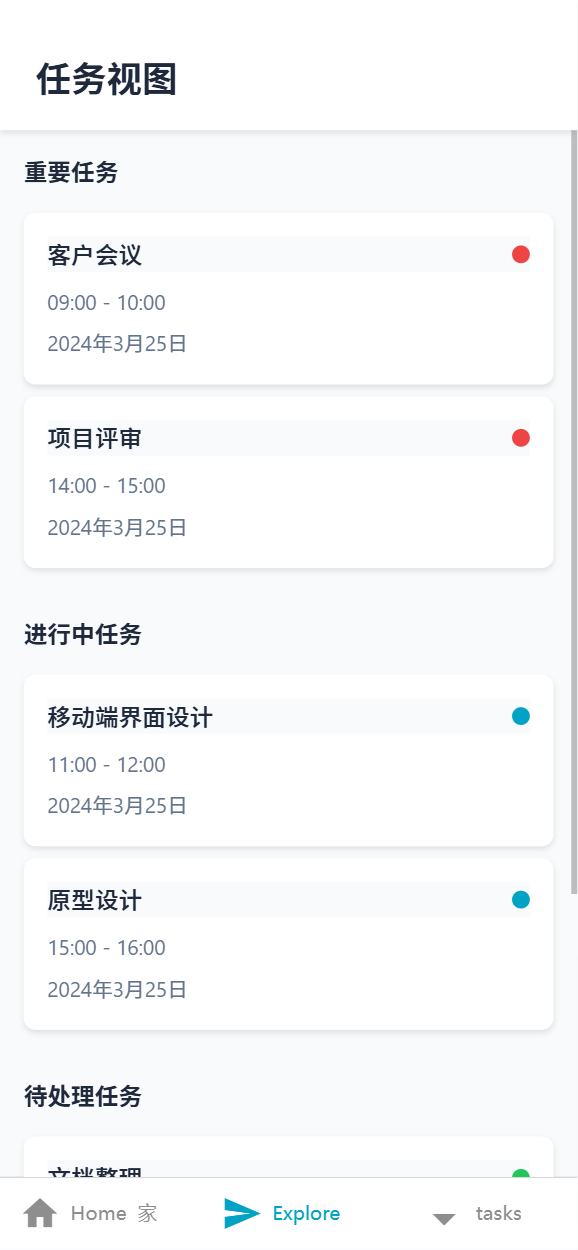 任务视图
重要任务
客户会议
09:00 - 10:00
2024年3月25日
项目评审
14:00 - 15:00
2024年3月25日
进行中任务
移动端界面设计
11:00 - 12:00
2024年3月25日
原型设计
15:00 - 16:00
2024年3月25日
待处理任务
文档整理
Home 家 Explore tasks